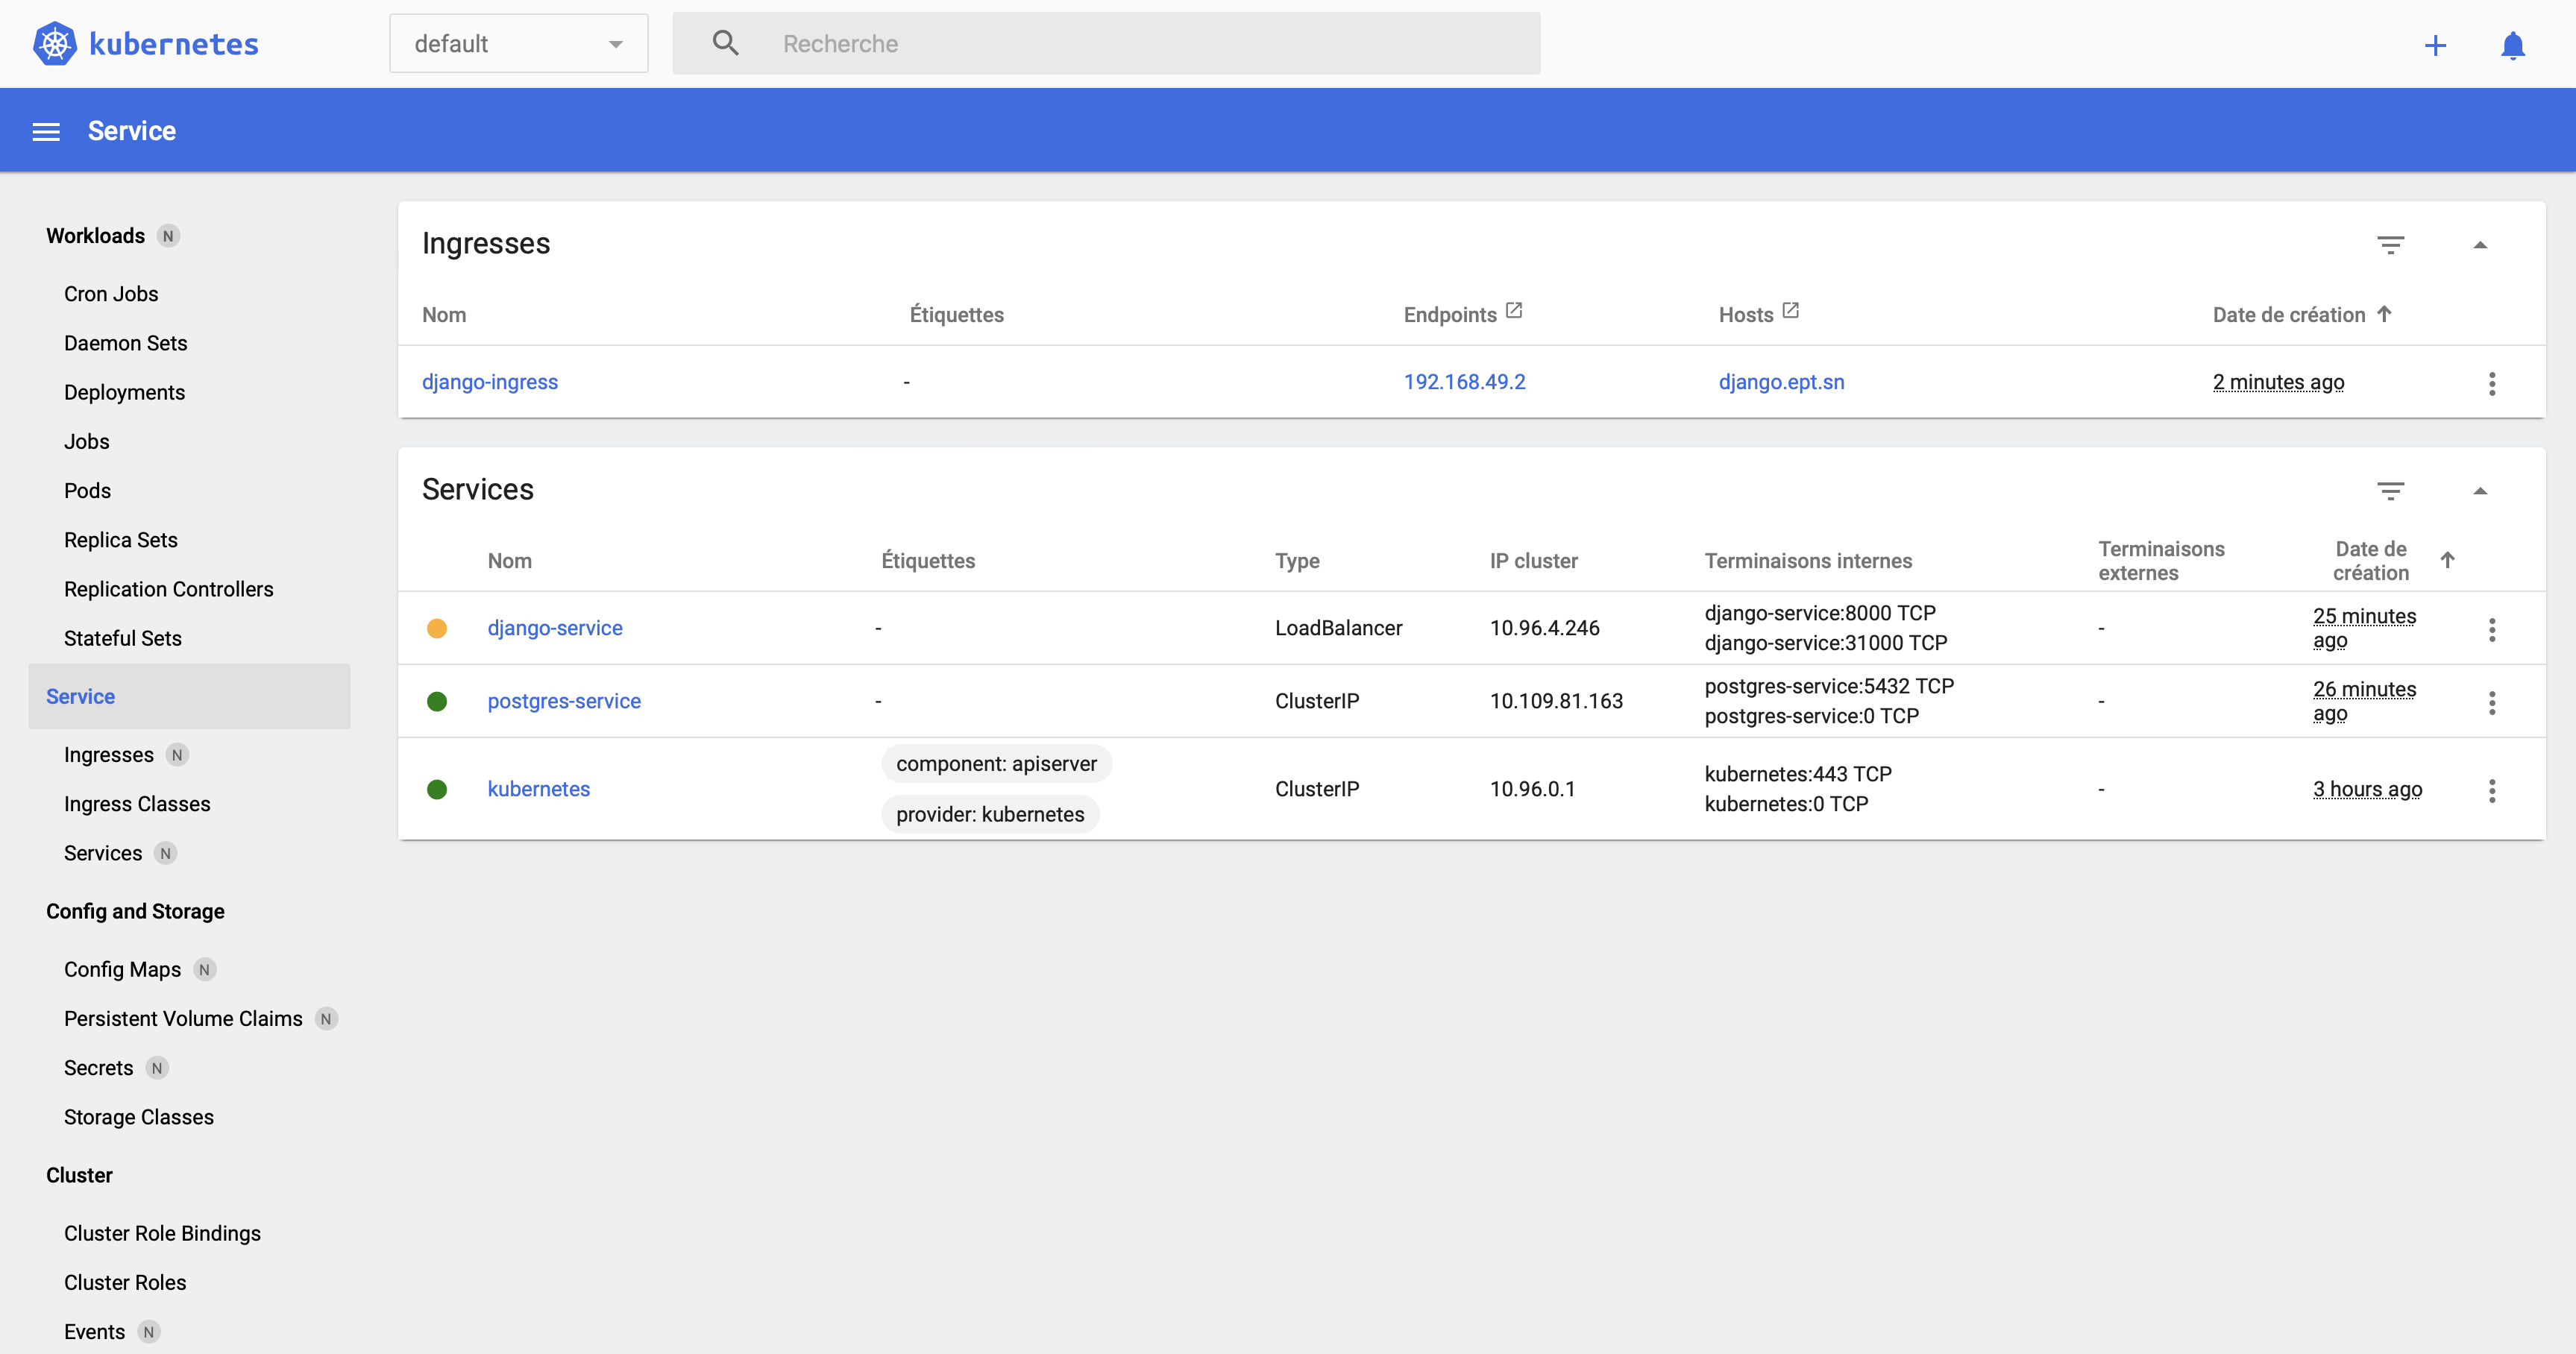 kubernetes
default
Recherche
Service
Workloads N
Cron Jobs
Daemon Sets
Deployments
Jobs
Pods
Replica Sets
Replication Controllers
Stateful Sets
Service
Ingresses N
Ingress Classes
Services N
Config and Storage
Config Maps N
Persistent Volume Claims N
Secrets N
Storage Classes
Cluster
Cluster Role Bindings
Cluster Roles
Events N
Ingresses
Nom Étiquettes Endpoints Hosts Date de création
django-ingress - 192.168.49.2 django.ept.sn 2 minutes ago
Services
Nom Étiquettes Type IP cluster Terminaisons internes Terminaisons externes Date de création
django-service - LoadBalancer 10.96.4.246 django-service:8000 TCP - 25 minutes ago
django-service:31000 TCP
postgres-service - ClusterIP 10.109.81.163 postgres-service:5432 TCP - 26 minutes ago
postgres-service:0 TCP
component: apiserver
kubernetes ClusterIP 10.96.0.1 kubernetes:443 TCP - 3 hours ago
kubernetes:0 TCP
provider: kubernetes